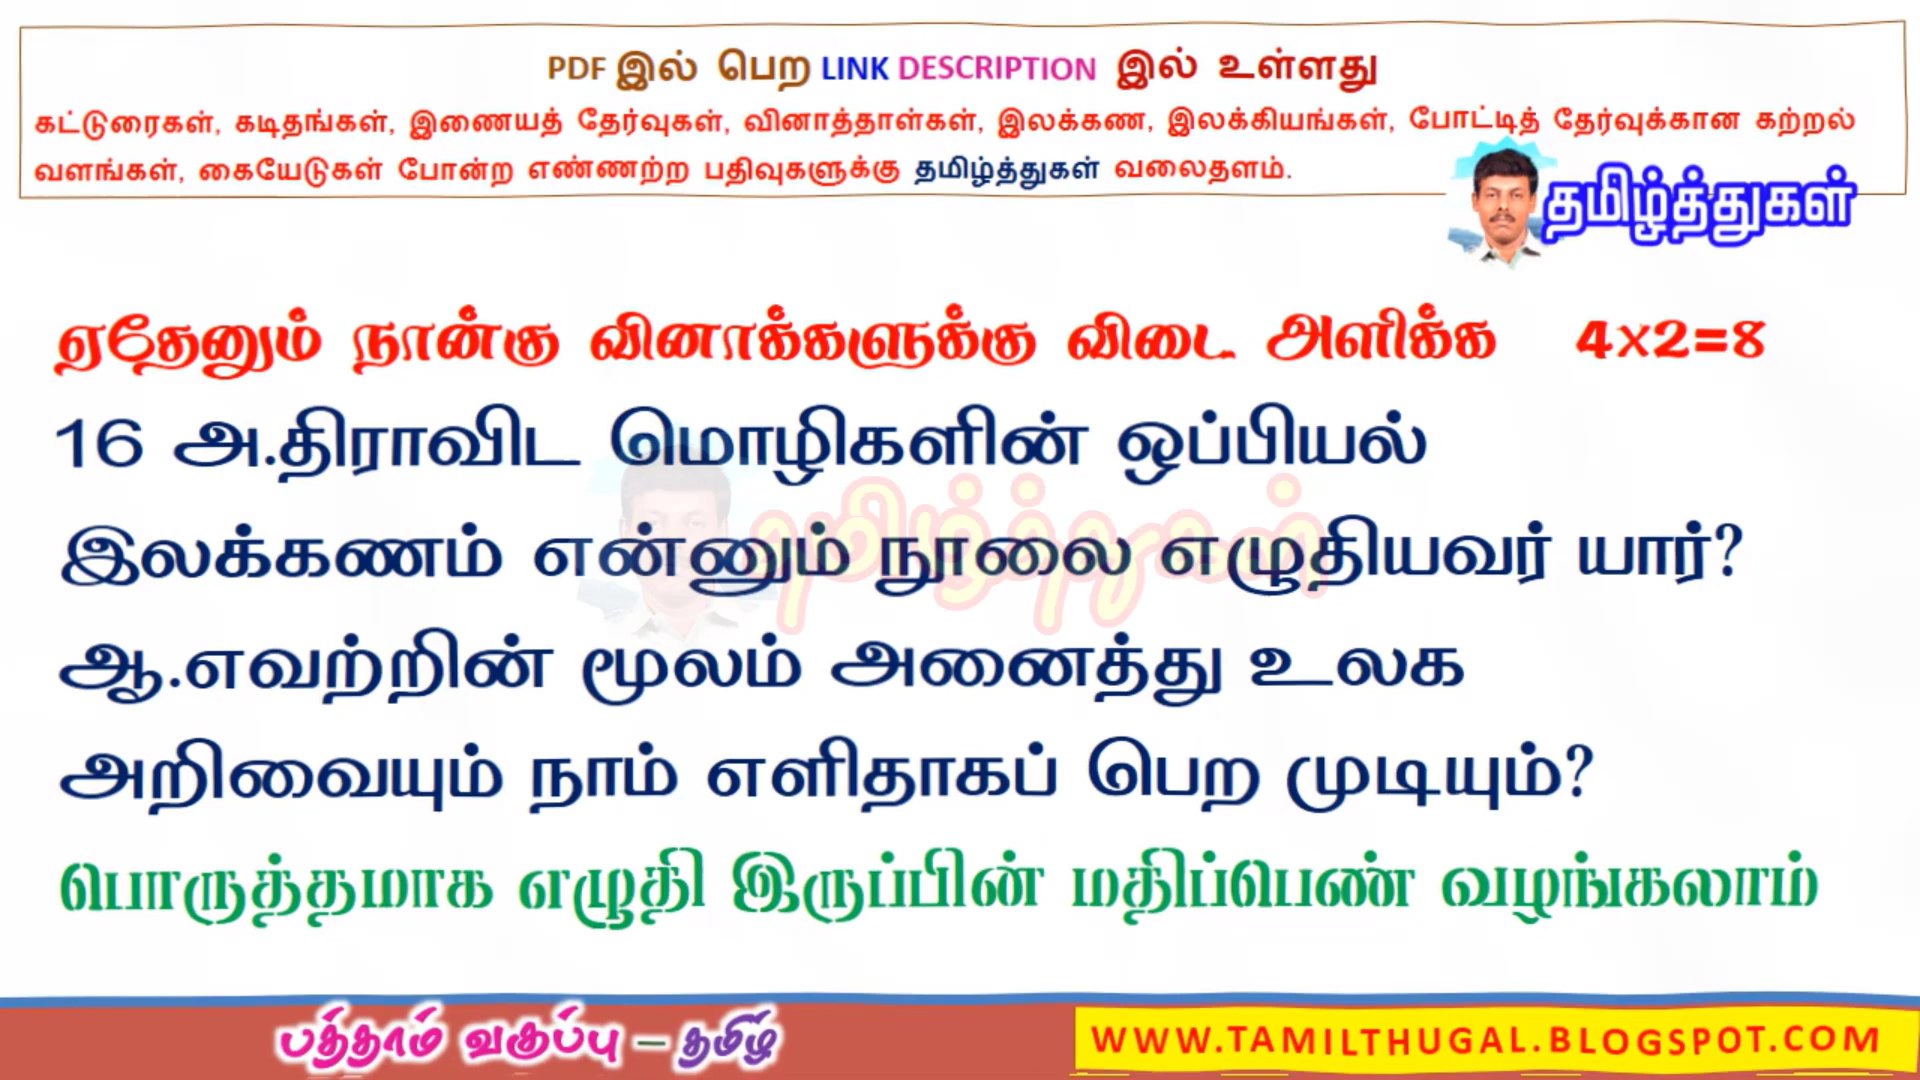 PDF இல் பெற LINK DESCRIPTION இல் உள்ளது
கட்டுரைகள், கடிதங்கள், இணையத் தேர்வுகள், வினாத்தாள்கள், இலக்கண, இலக்கியங்கள், போட்டித் தேர்வுக்கான கற்றல்
வளங்கள், கையேடுகள் போன்ற எண்ணற்ற பதிவுகளுக்கு தமிழ்த்துகள் வலைதளம்.
தமிழ்த்துகள்
ஏதேனும் நான்கு வினாக்களுக்கு விடை அளிக்க 4x2=8
16 அ.திராவிட மொழிகளின் ஒப்பியல்
இலக்கணம் என்னும் நூலை எழுதியவர் யார்?
தமிழ்த்துகள்
ஆ.எவற்றின் மூலம் அனைத்து உலக
அறிவையும் நாம் எளிதாகப் பெற முடியும்?
பொருத்தமாக எழுதி இருப்பின் மதிப்பெண் வழங்கலாம்
பத்தாம் வகுப்பு – தமிழ்
WWW.TAMILTHUGAL.BLOGSPOT.COM